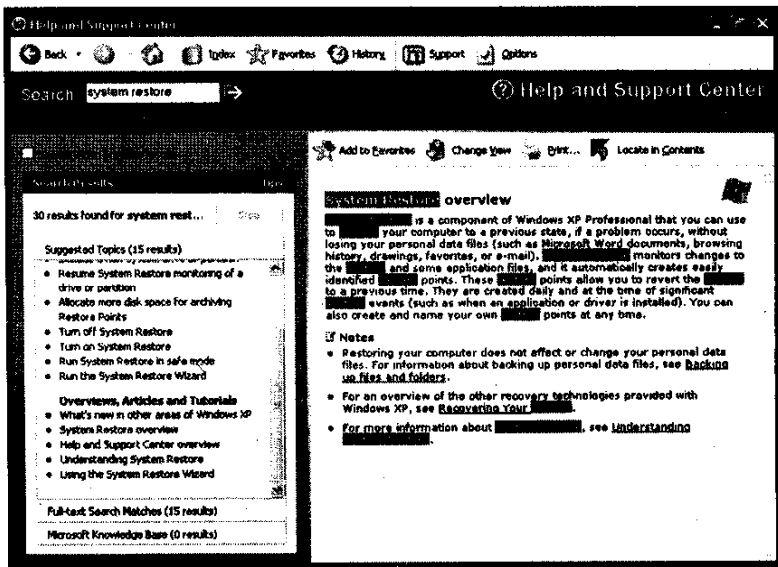 Help and Support Center
Back Index Favorites History Support Options
Search system restore Help and Support Center
Add to Favorites Change View Print... Locate in Contents
Search Results Tips
30 results found for system rest...
Suggested Topics (15 results)
Resume System Restore monitoring of a
drive or partition
Allocate more disk space for archiving
Restore Points
Turn off System Restore
Turn on System Restore
Run System Restore in safe mode
Run the System Restore Wizard
Overviews, Articles and Tutorials
What's new in other areas of Windows XP
System Restore overview
Help and Support Center overview
Understanding System Restore
Using the System Restore Wizard
Full-text Search Matches (15 results)
Microsoft Knowledge Base (0 results)
System Restore overview
is a component of Windows XP Professional that you can use
to your computer to a previous state, if a problem occurs, without
losing your personal data files (such as Microsoft Word documents, browsing
history, drawings, favorites, or e-mail). monitors changes to
the and some application files, and it automatically creates easily
identified points. These points allow you to revert the
to a previous time. They are created daily and at the time of significant
events (such as when an application or driver is installed). You can
also create and name your own points at any time.
Notes
Restoring your computer does not affect or change your personal data
files. For information about backing up personal data files, see Backing
up files and folders.
For an overview of the other recovery technologies provided with
Windows XP, see Recovering Your .
For more information about , see Understanding